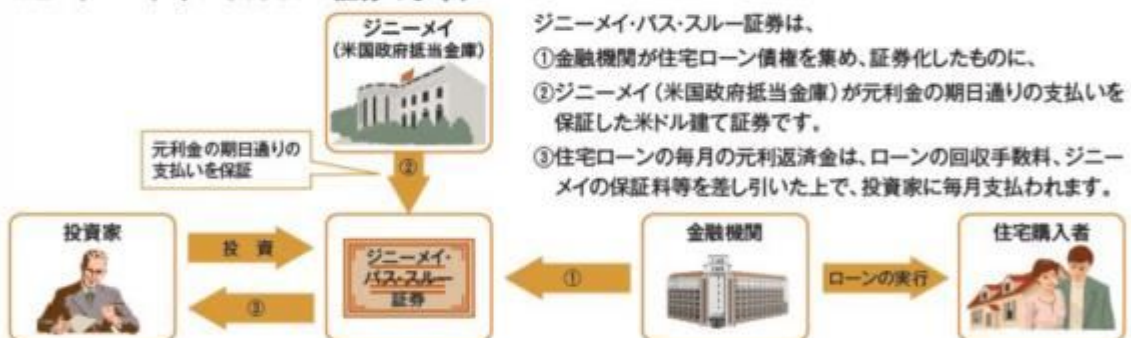 ジニーメイ
(米国政府抵当金庫)
ジニーメイ・パス・スルー証券は、
①金融機関が住宅ローン債権を集め、証券化したものに、
②ジニーメイ(米国政府抵当金庫)が元利金の期日通りの支払いを
保証した米ドル建て証券です。
③住宅ローンの毎月の元利返済金は、ローンの回収手数料、ジニー
メイの保証料等を差し引いた上で、投資家に毎月支払われます。
元利金の期日通りの
支払いを保証
②
投資家
投 資
③
ジニーメイ・
パス・スルー
証券
①
金融機関
ローンの実行
住宅購入者